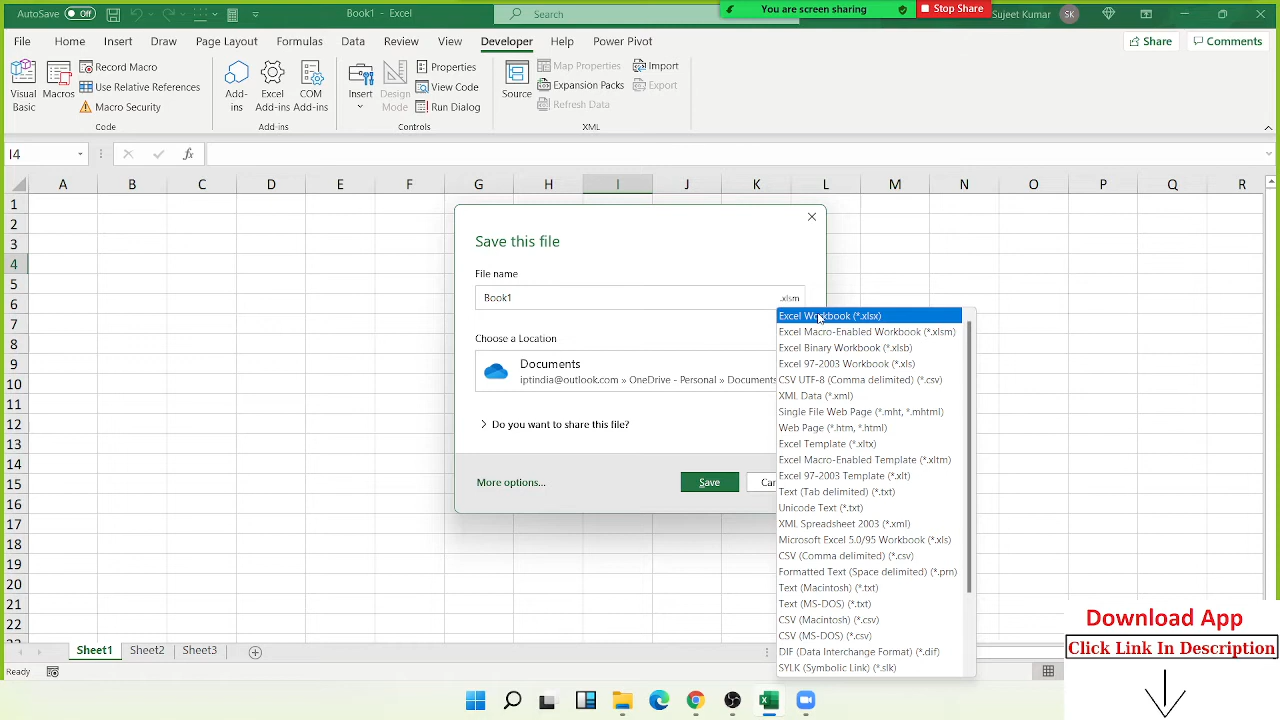 AutoSave Off Book1 - Excel Search You are screen sharing Stop Share Sujeet Kumar SK
File Home Insert Draw Page Layout Formulas Data Review View Developer Help Power Pivot Share Comments
Visual Basic
Macros
Record Macro
Use Relative References
Macro Security
Code
Add-ins
Excel Add-ins
COM Add-ins
Add-ins
Insert
Design Mode
Properties
View Code
Run Dialog
Controls
Source
Map Properties
Expansion Packs
Refresh Data
Import
Export
XML
I4 fx
A B C D E F G H I J K L M N O P Q R
1
2
3
4
5
6
7
8
9
10
11
12
13
14
15
16
17
18
19
20
21
22
Save this file
File name
Book1 .xlsm
Choose a Location
Documents
iptindia@outlook.com » OneDrive - Personal » Documents
Do you want to share this file?
More options... Save
Excel Workbook (*.xlsx)
Excel Macro-Enabled Workbook (*.xlsm)
Excel Binary Workbook (*.xlsb)
Excel 97-2003 Workbook (*.xls)
CSV UTF-8 (Comma delimited) (*.csv)
XML Data (*.xml)
Single File Web Page (*.mht, *.mhtml)
Web Page (*.htm, *.html)
Excel Template (*.xltx)
Excel Macro-Enabled Template (*.xltm)
Excel 97-2003 Template (*.xlt)
Text (Tab delimited) (*.txt)
Unicode Text (*.txt)
XML Spreadsheet 2003 (*.xml)
Microsoft Excel 5.0/95 Workbook (*.xls)
CSV (Comma delimited) (*.csv)
Formatted Text (Space delimited) (*.prn)
Text (Macintosh) (*.txt)
Text (MS-DOS) (*.txt)
CSV (Macintosh) (*.csv)
CSV (MS-DOS) (*.csv)
DIF (Data Interchange Format) (*.dif)
SYLK (Symbolic Link) (*.slk)
Sheet1 Sheet2 Sheet3
Ready
Download App
Click Link In Description